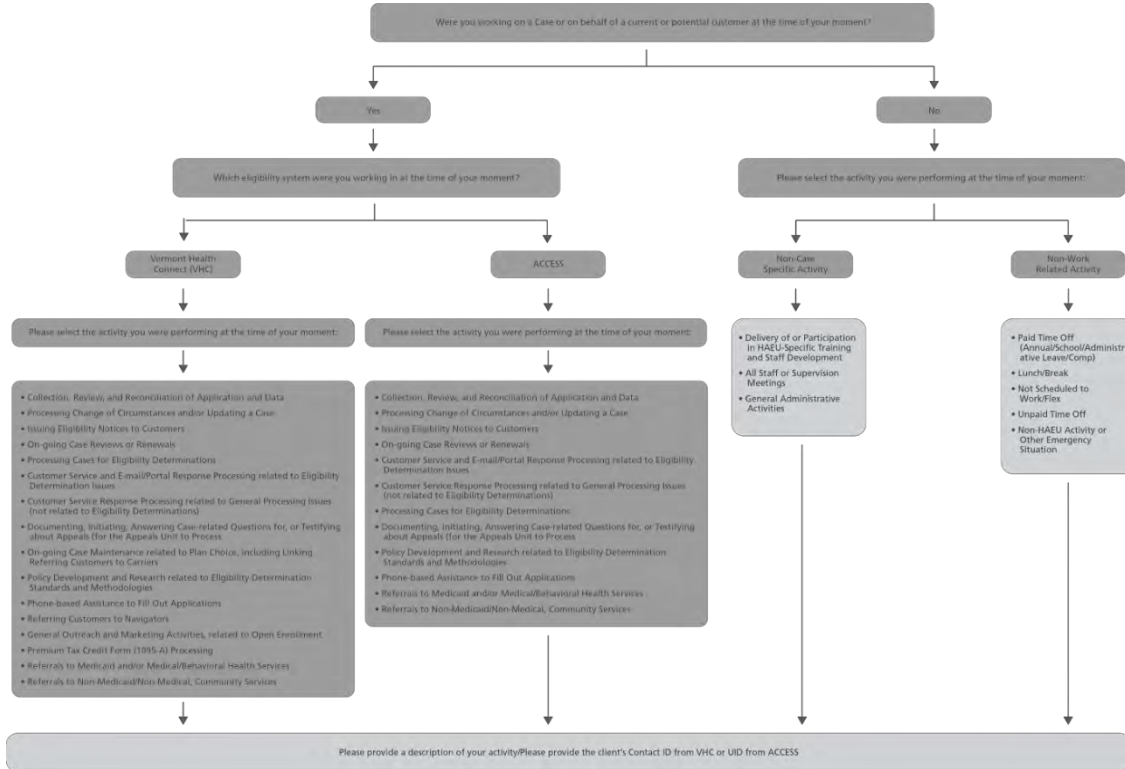 Were you working on a Case or on behalf of a current or potential customer at the time of your moment?
Yes
No
Which eligibility system were you working in at the time of your moment?
Please select the activity you were performing at the time of your moment:
Vermont Health
Connect (VHC)
ACCESS
Non-Case
Specific Activity
Non-Work
Related Activity
Please select the activity you were performing at the time of your moment:
Please select the activity you were performing at the time of your moment:
• Collection, Review, and Reconciliation of Application and Data
• Processing Change of Circumstances and/or Updating a Case
• Issuing Eligibility Notices to Customers
• On-going Case Reviews or Renewals
• Processing Cases for Eligibility Determinations
• Customer Service and E-mail/Portal Response Processing related to Eligibility
Determination Issues
• Customer Service Response Processing related to General Processing Issues
(not related to Eligibility Determinations)
• Documenting, Initiating, Answering Case-related Questions for, or Testifying
about Appeals (for the Appeals Unit to Process
• On-going Case Maintenance related to Plan Choice, including Linking
Referring Customers to Carriers
• Policy Development and Research related to Eligibility Determination
Standards and Methodologies
• Phone-based Assistance to Fill Out Applications
• Referring Customers to Navigators
• General Outreach and Marketing Activities, related to Open Enrollment
• Premium Tax Credit Form (1095-A) Processing
• Referrals to Medicaid and/or Medical/Behavioral Health Services
• Referrals to Non-Medicaid/Non-Medical, Community Services
• Collection, Review, and Reconciliation of Application and Data
• Processing Change of Circumstances and/or Updating a Case
• Issuing Eligibility Notices to Customers
• On-going Case Reviews or Renewals
• Customer Service and E-mail/Portal Response Processing related to Eligibility
Determination Issues
• Customer Service Response Processing related to General Processing Issues
(not related to Eligibility Determinations)
• Processing Cases for Eligibility Determinations
• Documenting, Initiating, Answering Case-related Questions for, or Testifying
about Appeals (for the Appeals Unit to Process
• Policy Development and Research related to Eligibility Determination
Standards and Methodologies
• Phone-based Assistance to Fill Out Applications
• Referrals to Medicaid and/or Medical/Behavioral Health Services
• Referrals to Non-Medicaid/Non-Medical, Community Services
• Delivery of or Participation
in HAEU-Specific Training
and Staff Development
• All Staff or Supervision
Meetings
• General Administrative
Activities
• Paid Time Off
(Annual/School/Administr
ative Leave/Comp)
• Lunch/Break
• Not Scheduled to
Work/Flex
• Unpaid Time Off
• Non-HAEU Activity or
Other Emergency
Situation
Please provide a description of your activity/Please provide the client's Contact ID from VHC or UID from ACCESS